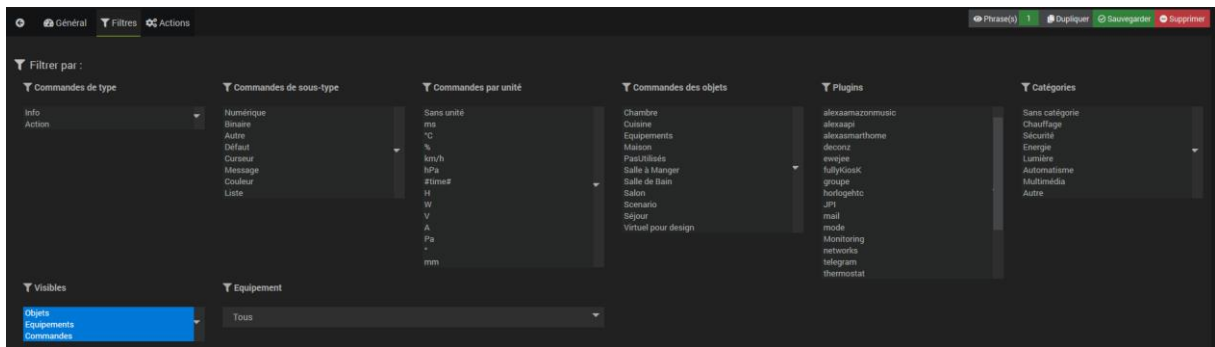 Général Filtres Actions Phrase(s) 1 Dupliquer Sauvegarder Supprimer
Filtrer par :
Commandes de type
Info
Action
Commandes de sous-type
Numérique
Binaire
Autre
Défaut
Curseur
Message
Couleur
Liste
Commandes par unité
Sans unité
ms
°C
%
km/h
hPa
#time#
H
W
V
A
Pa
°
mm
Commandes des objets
Chambre
Cuisine
Equipements
Maison
PasUtilisés
Salle à Manger
Salle de Bain
Salon
Scenario
Séjour
Virtuel pour design
Plugins
alexaamazonmusic
alexaapi
alexasmarthome
deconz
ewejee
fullyKiosK
groupe
horlogehtc
JPI
mail
mode
Monitoring
networks
telegram
thermostat
Catégories
Sans catégorie
Chauffage
Sécurité
Energie
Lumière
Automatisme
Multimédia
Autre
Visibles
Objets
Equipements
Commandes
Equipement
Tous